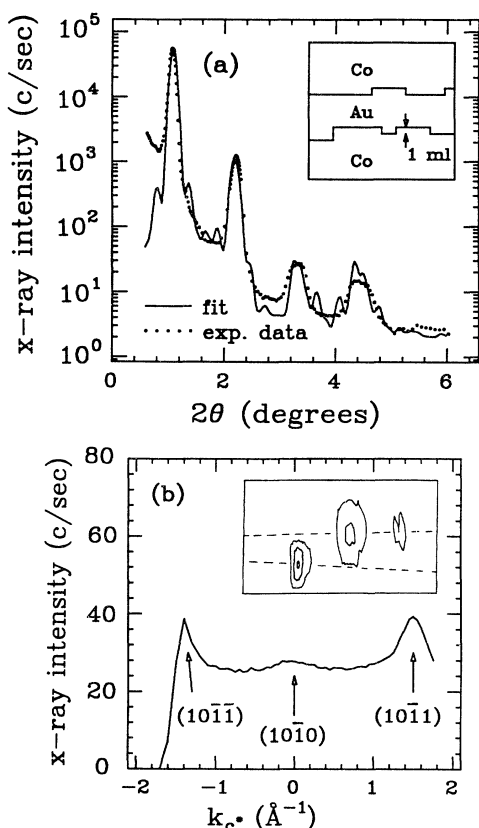 x-ray intensity (c/sec)
10⁵
10⁴
10³
10²
10¹
10⁰
(a)
Co
Au
1 ml
Co
fit
exp. data
0 2 4 6
2θ (degrees)
x-ray intensity (c/sec)
80
60
40
20
0
(b)
(101̄1̄)
(101̄0)
(101̄1)
−2 −1 0 1 2
k_c• (Å⁻¹)